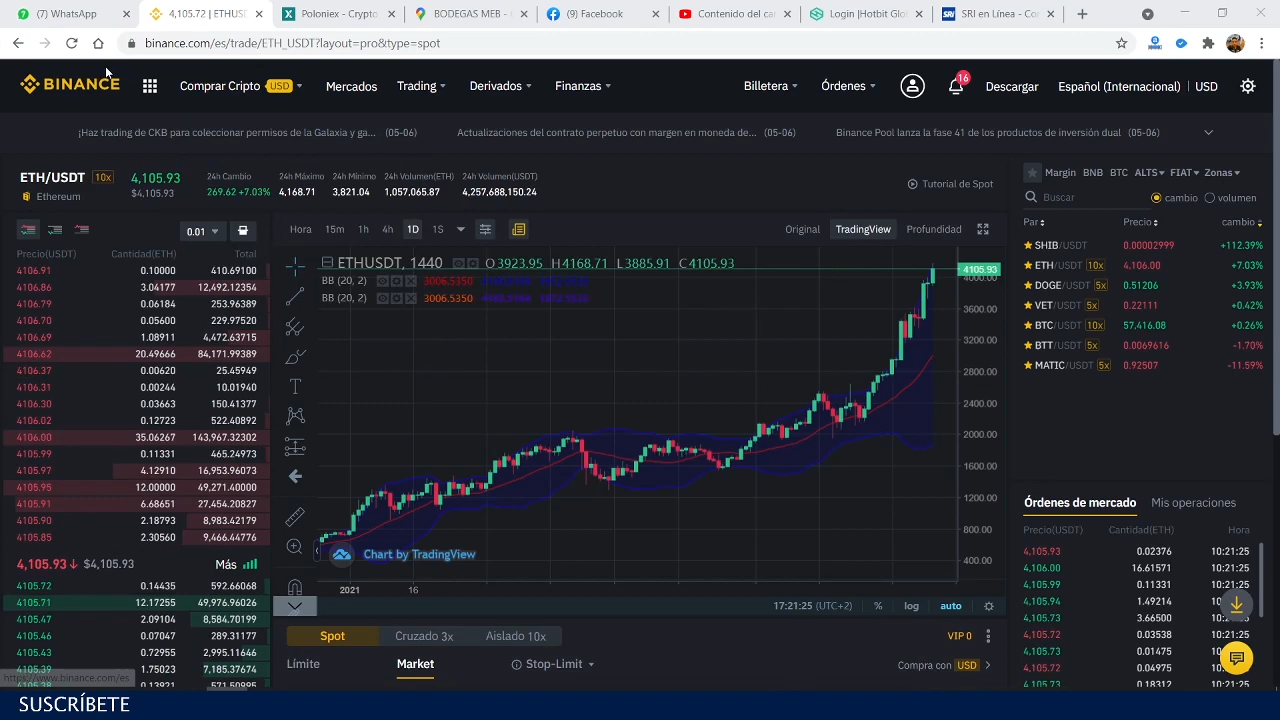 WhatsApp
4,105.72 | ETHUSD
Poloniex - Crypto
BODEGAS MEB -
(9) Facebook
Contenido del ca
Login |Hotbit Glo
SRI en Línea - Co
binance.com/es/trade/ETH_USDT?layout=pro&type=spot
BINANCE
Comprar Cripto USD
Mercados
Trading
Derivados
Finanzas
Billetera
Órdenes
16
Descargar
Español (Internacional) | USD
¡Haz trading de CKB para coleccionar permisos de la Galaxia y ga... (05-06)
Actualizaciones del contrato perpetuo con margen en moneda de... (05-06)
Binance Pool lanza la fase 41 de los productos de inversión dual (05-06)
ETH/USDT 10x
Ethereum
4,105.93
$4,105.93
24h Cambio
269.62 +7.03%
24h Máximo
4,168.71
24h Mínimo
3,821.04
24h Volumen(ETH)
1,057,065.87
24h Volumen(USDT)
4,257,688,150.24
Tutorial de Spot
0.01
Precio(USDT) Cantidad(ETH) Total
4106.91 0.10000 410.69100
4106.86 3.04177 12,492.12354
4106.79 0.06184 253.96389
4106.70 0.05600 229.97520
4106.69 1.08911 4,472.63715
4106.62 20.49666 84,171.99389
4106.37 0.00620 25.45949
4106.31 0.00244 10.01940
4106.30 0.03663 150.41377
4106.02 0.12723 522.40892
4106.00 35.06267 143,967.32302
4105.99 0.11331 465.24973
4105.97 4.12910 16,953.96073
4105.95 12.00000 49,271.40000
4105.91 6.68651 27,454.20827
4105.90 2.18793 8,983.42179
4105.85 2.30560 9,466.44776
4,105.93↓ $4,105.93 Más
4105.72 0.14435 592.66068
4105.71 12.17255 49,976.96026
4105.47 2.09104 8,584.70199
4105.46 0.07047 289.31177
4105.43 0.72955 2,995.11646
4105.39 1.75023 7,185.37674
https://www.binance.com/es
Hora 15m 1h 4h 1D 1S
Original
TradingView
Profundidad
ETHUSDT, 1440 O 3923.95 H 4168.71 L 3885.91 C 4105.93
BB (20, 2) 3006.5350
BB (20, 2) 3006.5350
4105.93
4000.00
3600.00
3200.00
2800.00
2400.00
2000.00
1600.00
1200.00
800.00
400.00
Chart by TradingView
2021 16
17:21:25 (UTC+2) % log auto
Spot
Cruzado 3x
Aislado 10x
VIP 0
Límite
Market
Stop-Limit
Compra con USD
Margin BNB BTC ALTS FIAT Zonas
Buscar
cambio
volumen
Par Precio cambio
SHIB/USDT 0.00002999 +112.39%
ETH/USDT 10x 4,106.00 +7.03%
DOGE/USDT 5x 0.51206 +3.93%
VET/USDT 5x 0.22111 +0.42%
BTC/USDT 10x 57,416.08 +0.26%
BTT/USDT 5x 0.0069616 -1.70%
MATIC/USDT 5x 0.92507 -11.59%
Órdenes de mercado
Mis operaciones
Precio(USDT) Cantidad(ETH) Hora
4,105.93 0.02376 10:21:25
4,106.00 16.61571 10:21:25
4,105.99 0.11331 10:21:25
4,105.94 1.49214 10:21:25
4,105.73 3.66500 10:21:25
4,105.72 0.03538 10:21:25
4,105.73 0.01475 10:21:25
4,105.72 0.04975 10:21:25
4,105.73 0.18312 10:21:25
SUSCRÍBETE